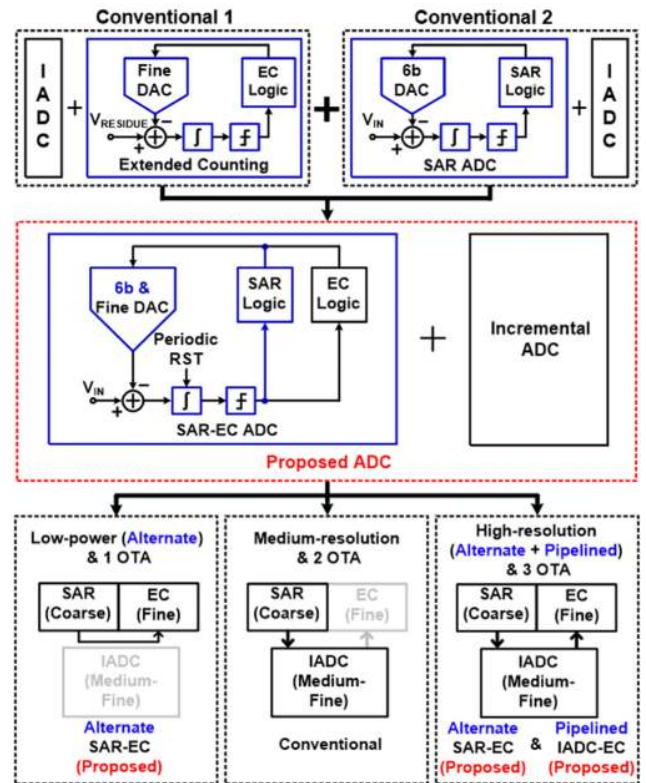 Conventional 1
Conventional 2
I
A
D
C
+
Fine
DAC
EC
Logic
VRESIDUE
+
−
∫
Extended Counting
+
6b
DAC
SAR
Logic
VIN
+
−
∫
SAR ADC
+
I
A
D
C
6b &
Fine DAC
SAR
Logic
EC
Logic
Periodic
RST
VIN
+
−
∫
SAR-EC ADC
+
Incremental
ADC
Proposed ADC
Low-power (Alternate)
& 1 OTA
SAR
(Coarse)
EC
(Fine)
IADC
(Medium-
Fine)
Alternate
SAR-EC
(Proposed)
Medium-resolution
& 2 OTA
SAR
(Coarse)
EC
(Fine)
IADC
(Medium-
Fine)
Conventional
High-resolution
(Alternate + Pipelined)
& 3 OTA
SAR
(Coarse)
EC
(Fine)
IADC
(Medium-
Fine)
Alternate Pipelined
SAR-EC & IADC-EC
(Proposed) (Proposed)